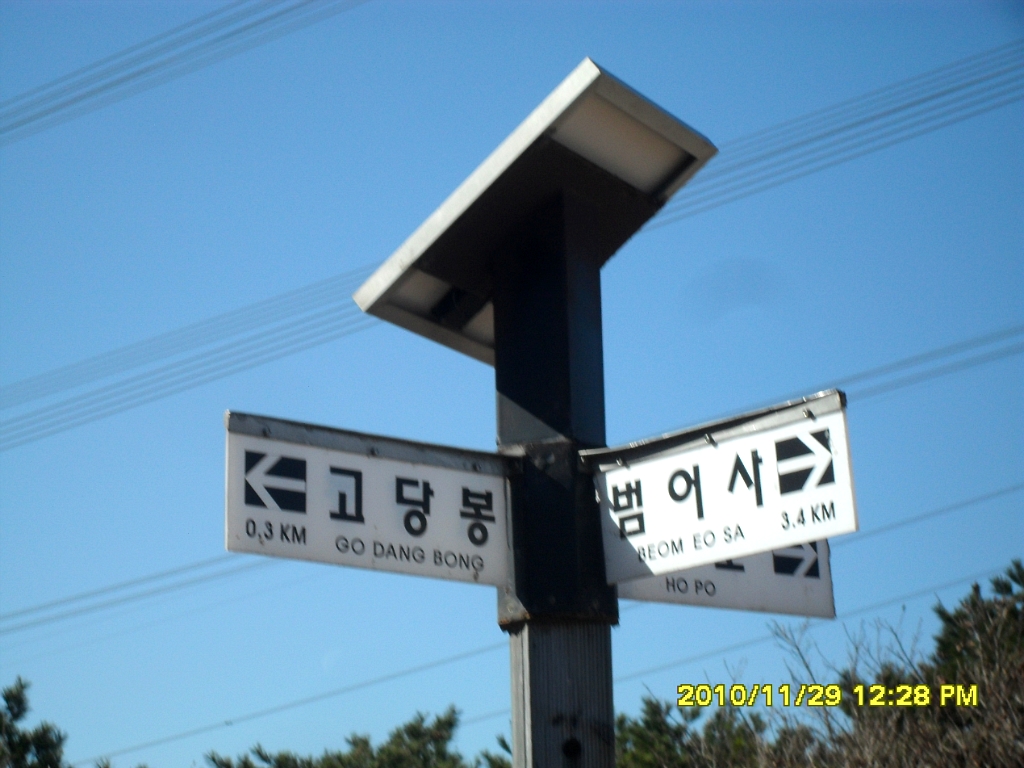 고당봉
0.3 KM
GO DANG BONG
범어사
3.4 KM
BEOM EO SA
HO PO
2010/11/29 12:28 PM